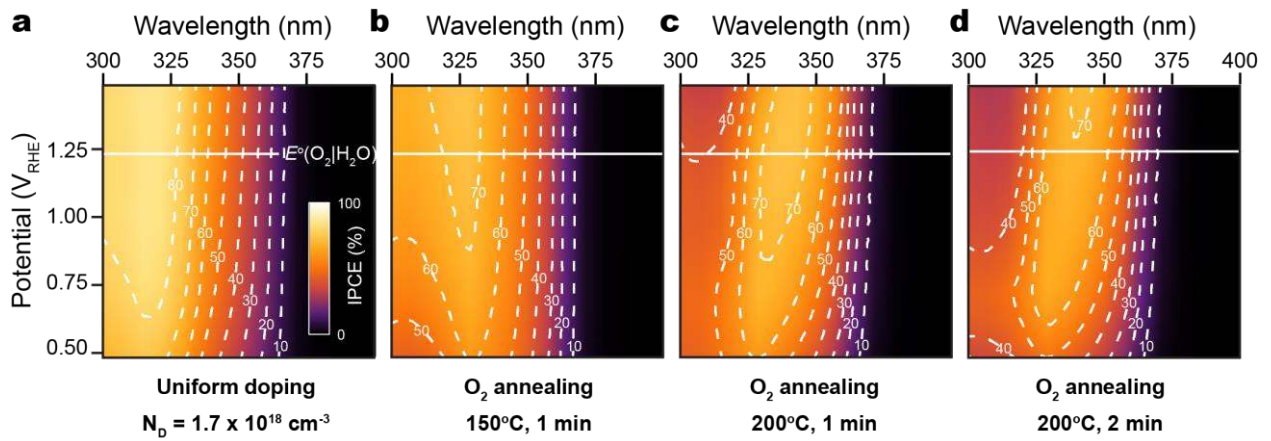 a
Wavelength (nm)
300 325 350 375
Potential (V_RHE)
1.25
1.00
0.75
0.50
E°(O₂|H₂O)
80
70
60
50
40
30
20
10
100
IPCE (%)
0
Uniform doping
N_D = 1.7 x 10¹⁸ cm⁻³
b
Wavelength (nm)
300 325 350 375
70
60
50
60
50
40
30
20
10
O₂ annealing
150°C, 1 min
c
Wavelength (nm)
300 325 350 375
40
70
70
60
60
50
50
40
30
20
10
O₂ annealing
200°C, 1 min
d
Wavelength (nm)
300 325 350 375 400
70
60
50
40
60
50
40
30
20
10
40
O₂ annealing
200°C, 2 min